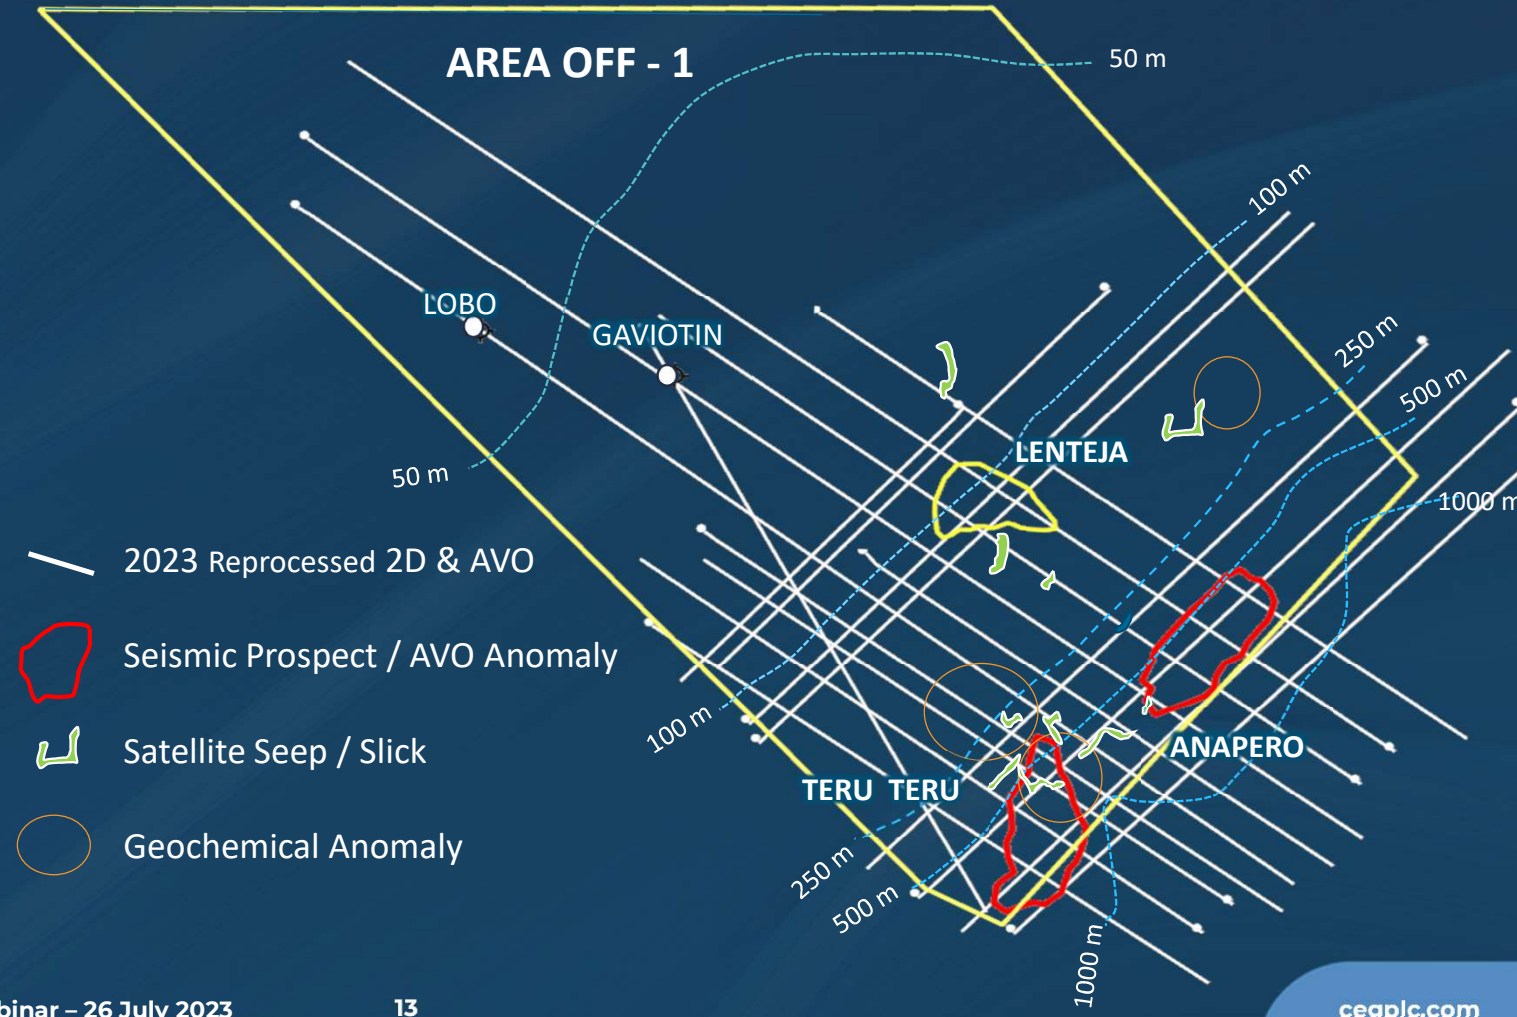 AREA OFF - 1
50 m
100 m
LOBO
GAVIOTIN
250 m
500 m
LENTEJA
50 m
1000 m
2023 Reprocessed 2D & AVO
Seismic Prospect / AVO Anomaly
100 m
ANAPERO
Satellite Seep / Slick
TERU TERU
Geochemical Anomaly
250 m
500 m
1000 m
binar – 26 July 2023
13
cegplc.com